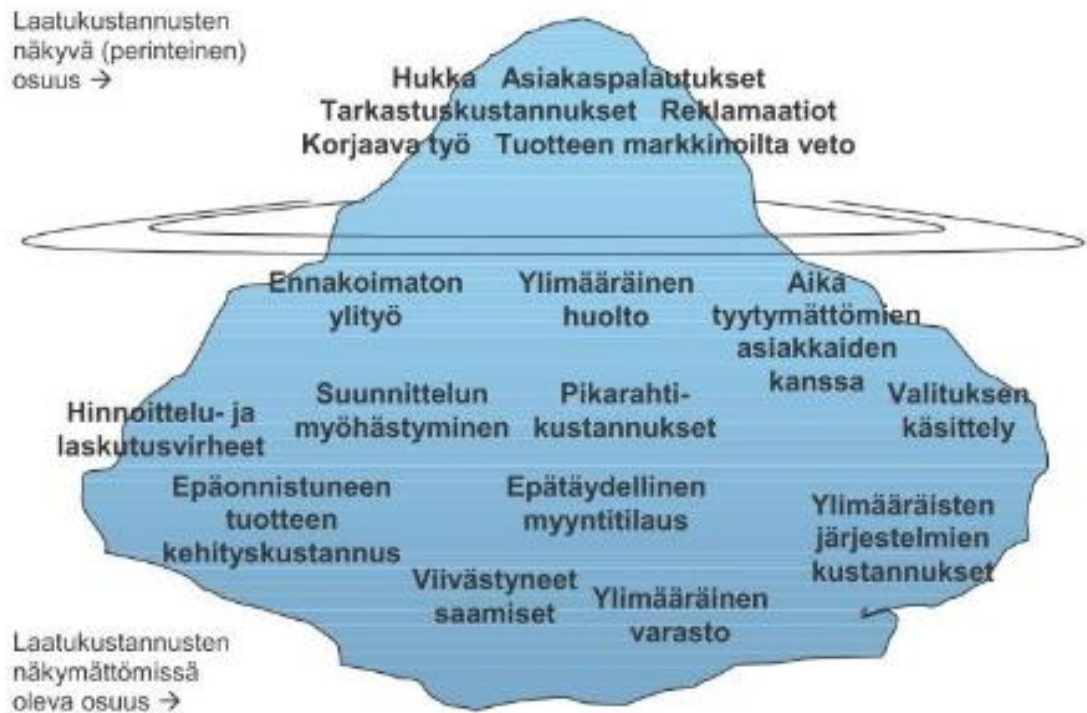 Laatukustannusten
näkyvä (perinteinen)
osuus →
Hukka Asiakaspalautukset
Tarkastuskustannukset Reklamaatiot
Korjaava työ Tuotteen markkinoilta veto
Ennakoimaton
ylityö
Ylimääräinen
huolto
Aika
tyytymättömien
asiakkaiden
kanssa
Hinnoittelu- ja
laskutusvirheet
Suunnittelun
myöhästyminen
Pikarahti-
kustannukset
Valituksen
käsittely
Epäonnistuneen
tuotteen
kehityskustannus
Epätäydellinen
myyntitilaus
Ylimääräisten
järjestelmien
kustannukset
Viivästyneet
saamiset
Ylimääräinen
varasto
Laatukustannusten
näkymättömissä
oleva osuus →